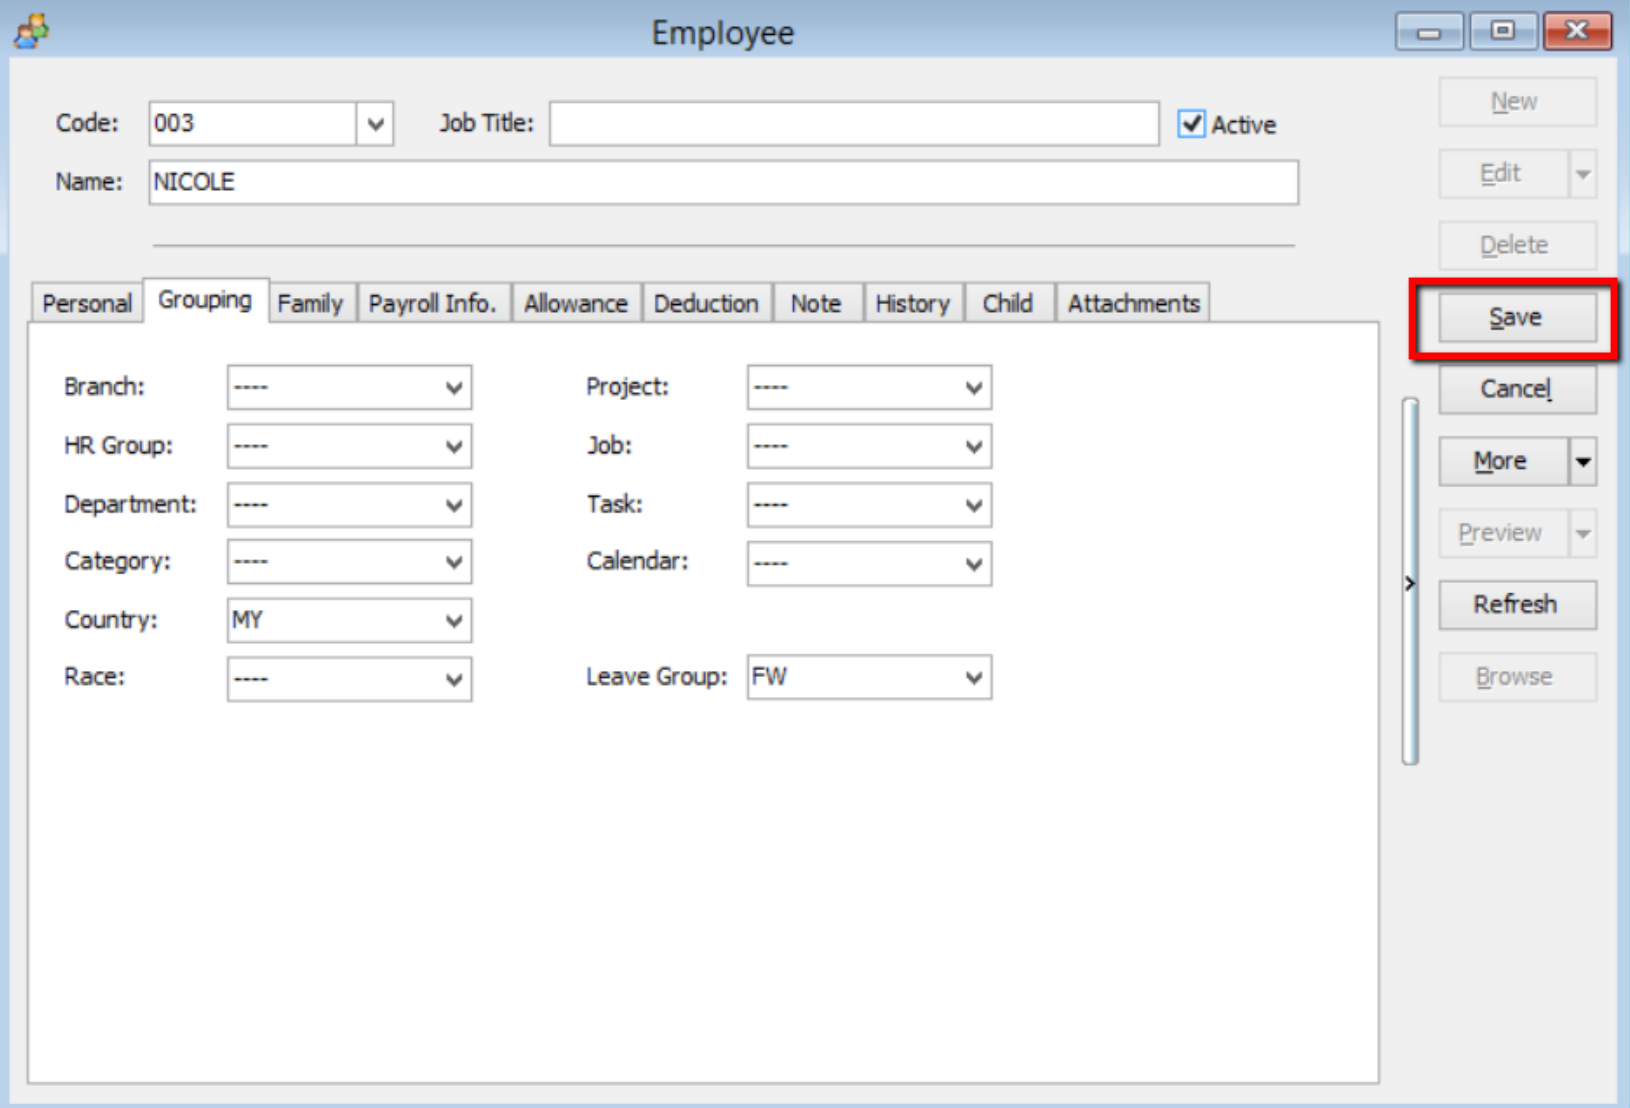 Employee
Code: 003 Job Title: Active
Name: NICOLE
Personal Grouping Family Payroll Info. Allowance Deduction Note History Child Attachments
Branch: ---- Project: ----
HR Group: ---- Job: ----
Department: ---- Task: ----
Category: ---- Calendar: ----
Country: MY
Race: ---- Leave Group: FW
New
Edit
Delete
Save
Cancel
More
Preview
Refresh
Browse